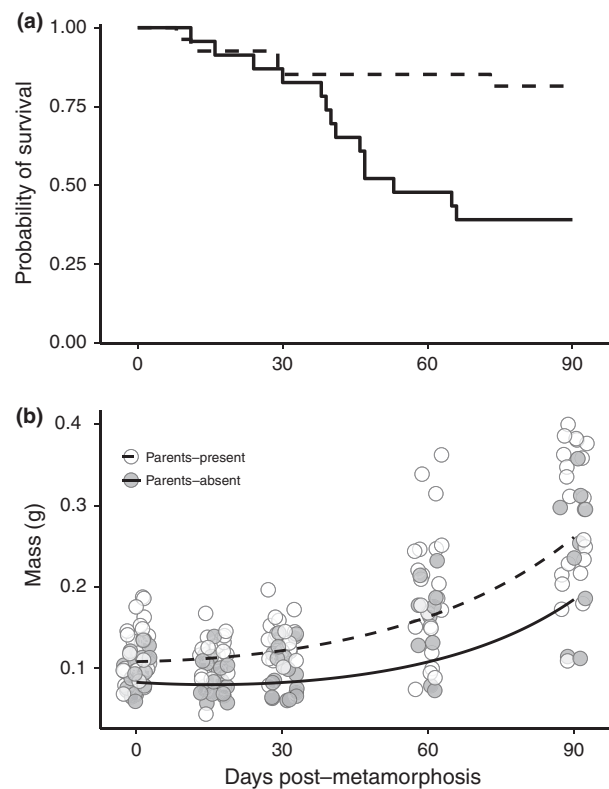 (a)
1.00
0.75
0.50
0.25
0.00
Probability of survival
0 30 60 90
(b)
0.4
0.3
0.2
0.1
Mass (g)
Parents–present
Parents–absent
0 30 60 90
Days post–metamorphosis